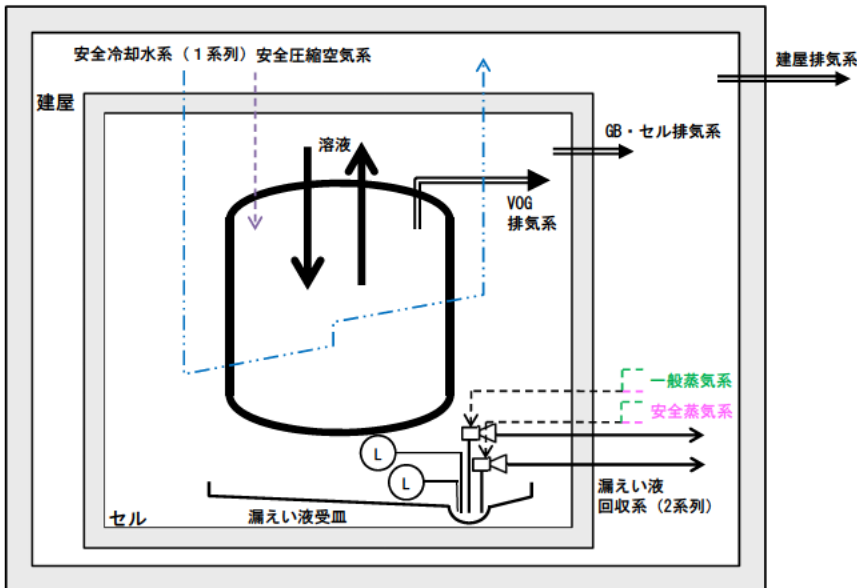 安全冷却水系(1系列)
安全圧縮空気系
建屋排気系
建屋
GB・セル排気系
溶液
VOG
排気系
一般蒸気系
安全蒸気系
L
L
漏えい液
回収系(2系列)
セル
漏えい液受皿